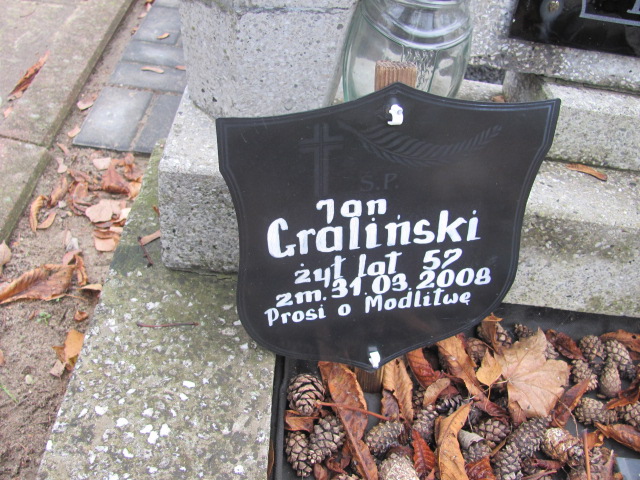 Ś.P.
Jan
Graliński
żył lat 57
zm. 31.03.2008
Prosi o Modlitwę